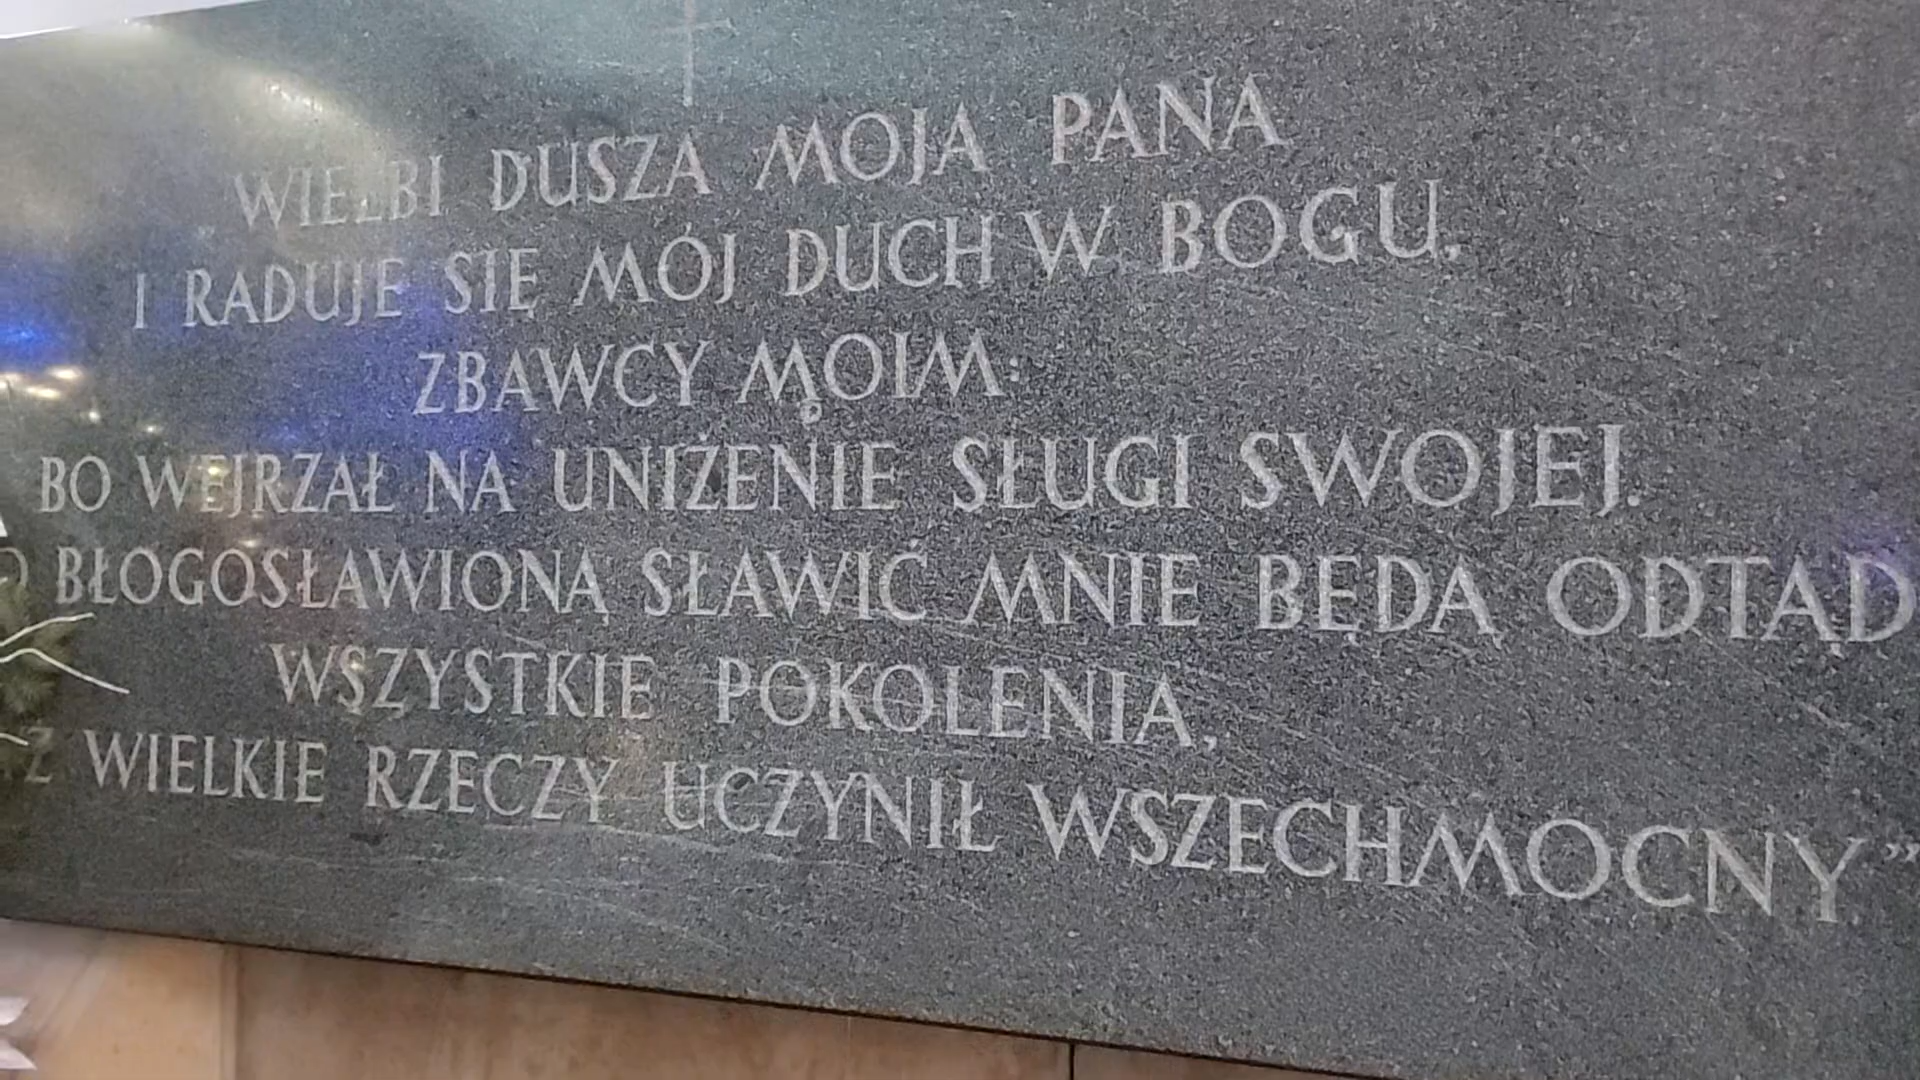 „WIELBI DUSZA MOJA PANA
I RADUJE SIĘ MÓJ DUCH W BOGU,
ZBAWCY MOIM:
BO WEJRZAŁ NA UNIŻENIE SŁUGI SWOJEJ.
BŁOGOSŁAWIONĄ SŁAWIĆ MNIE BĘDĄ ODTĄD
WSZYSTKIE POKOLENIA,
WIELKIE RZECZY UCZYNIŁ WSZECHMOCNY”